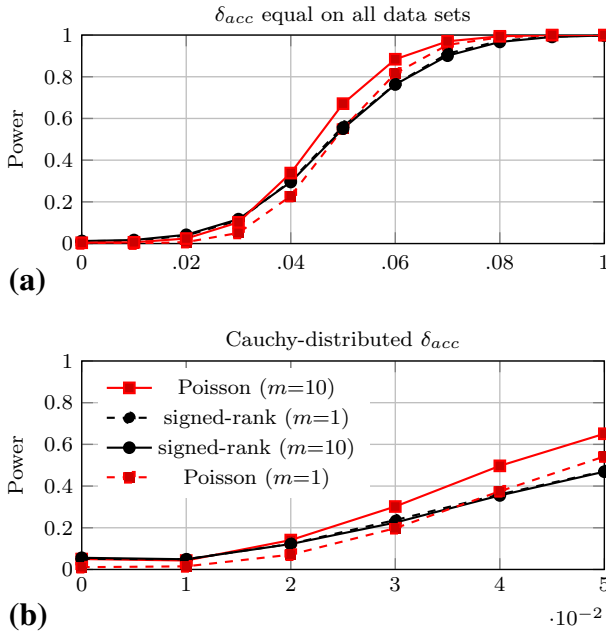 δacc equal on all data sets
1
0.8
0.6
0.4
0.2
0
Power
0 .02 .04 .06 .08 .1
(a)
Cauchy-distributed δacc
1
0.8
0.6
0.4
0.2
0
Power
Poisson (m=10)
signed-rank (m=1)
signed-rank (m=10)
Poisson (m=1)
0 1 2 3 4 5
·10−2
(b)